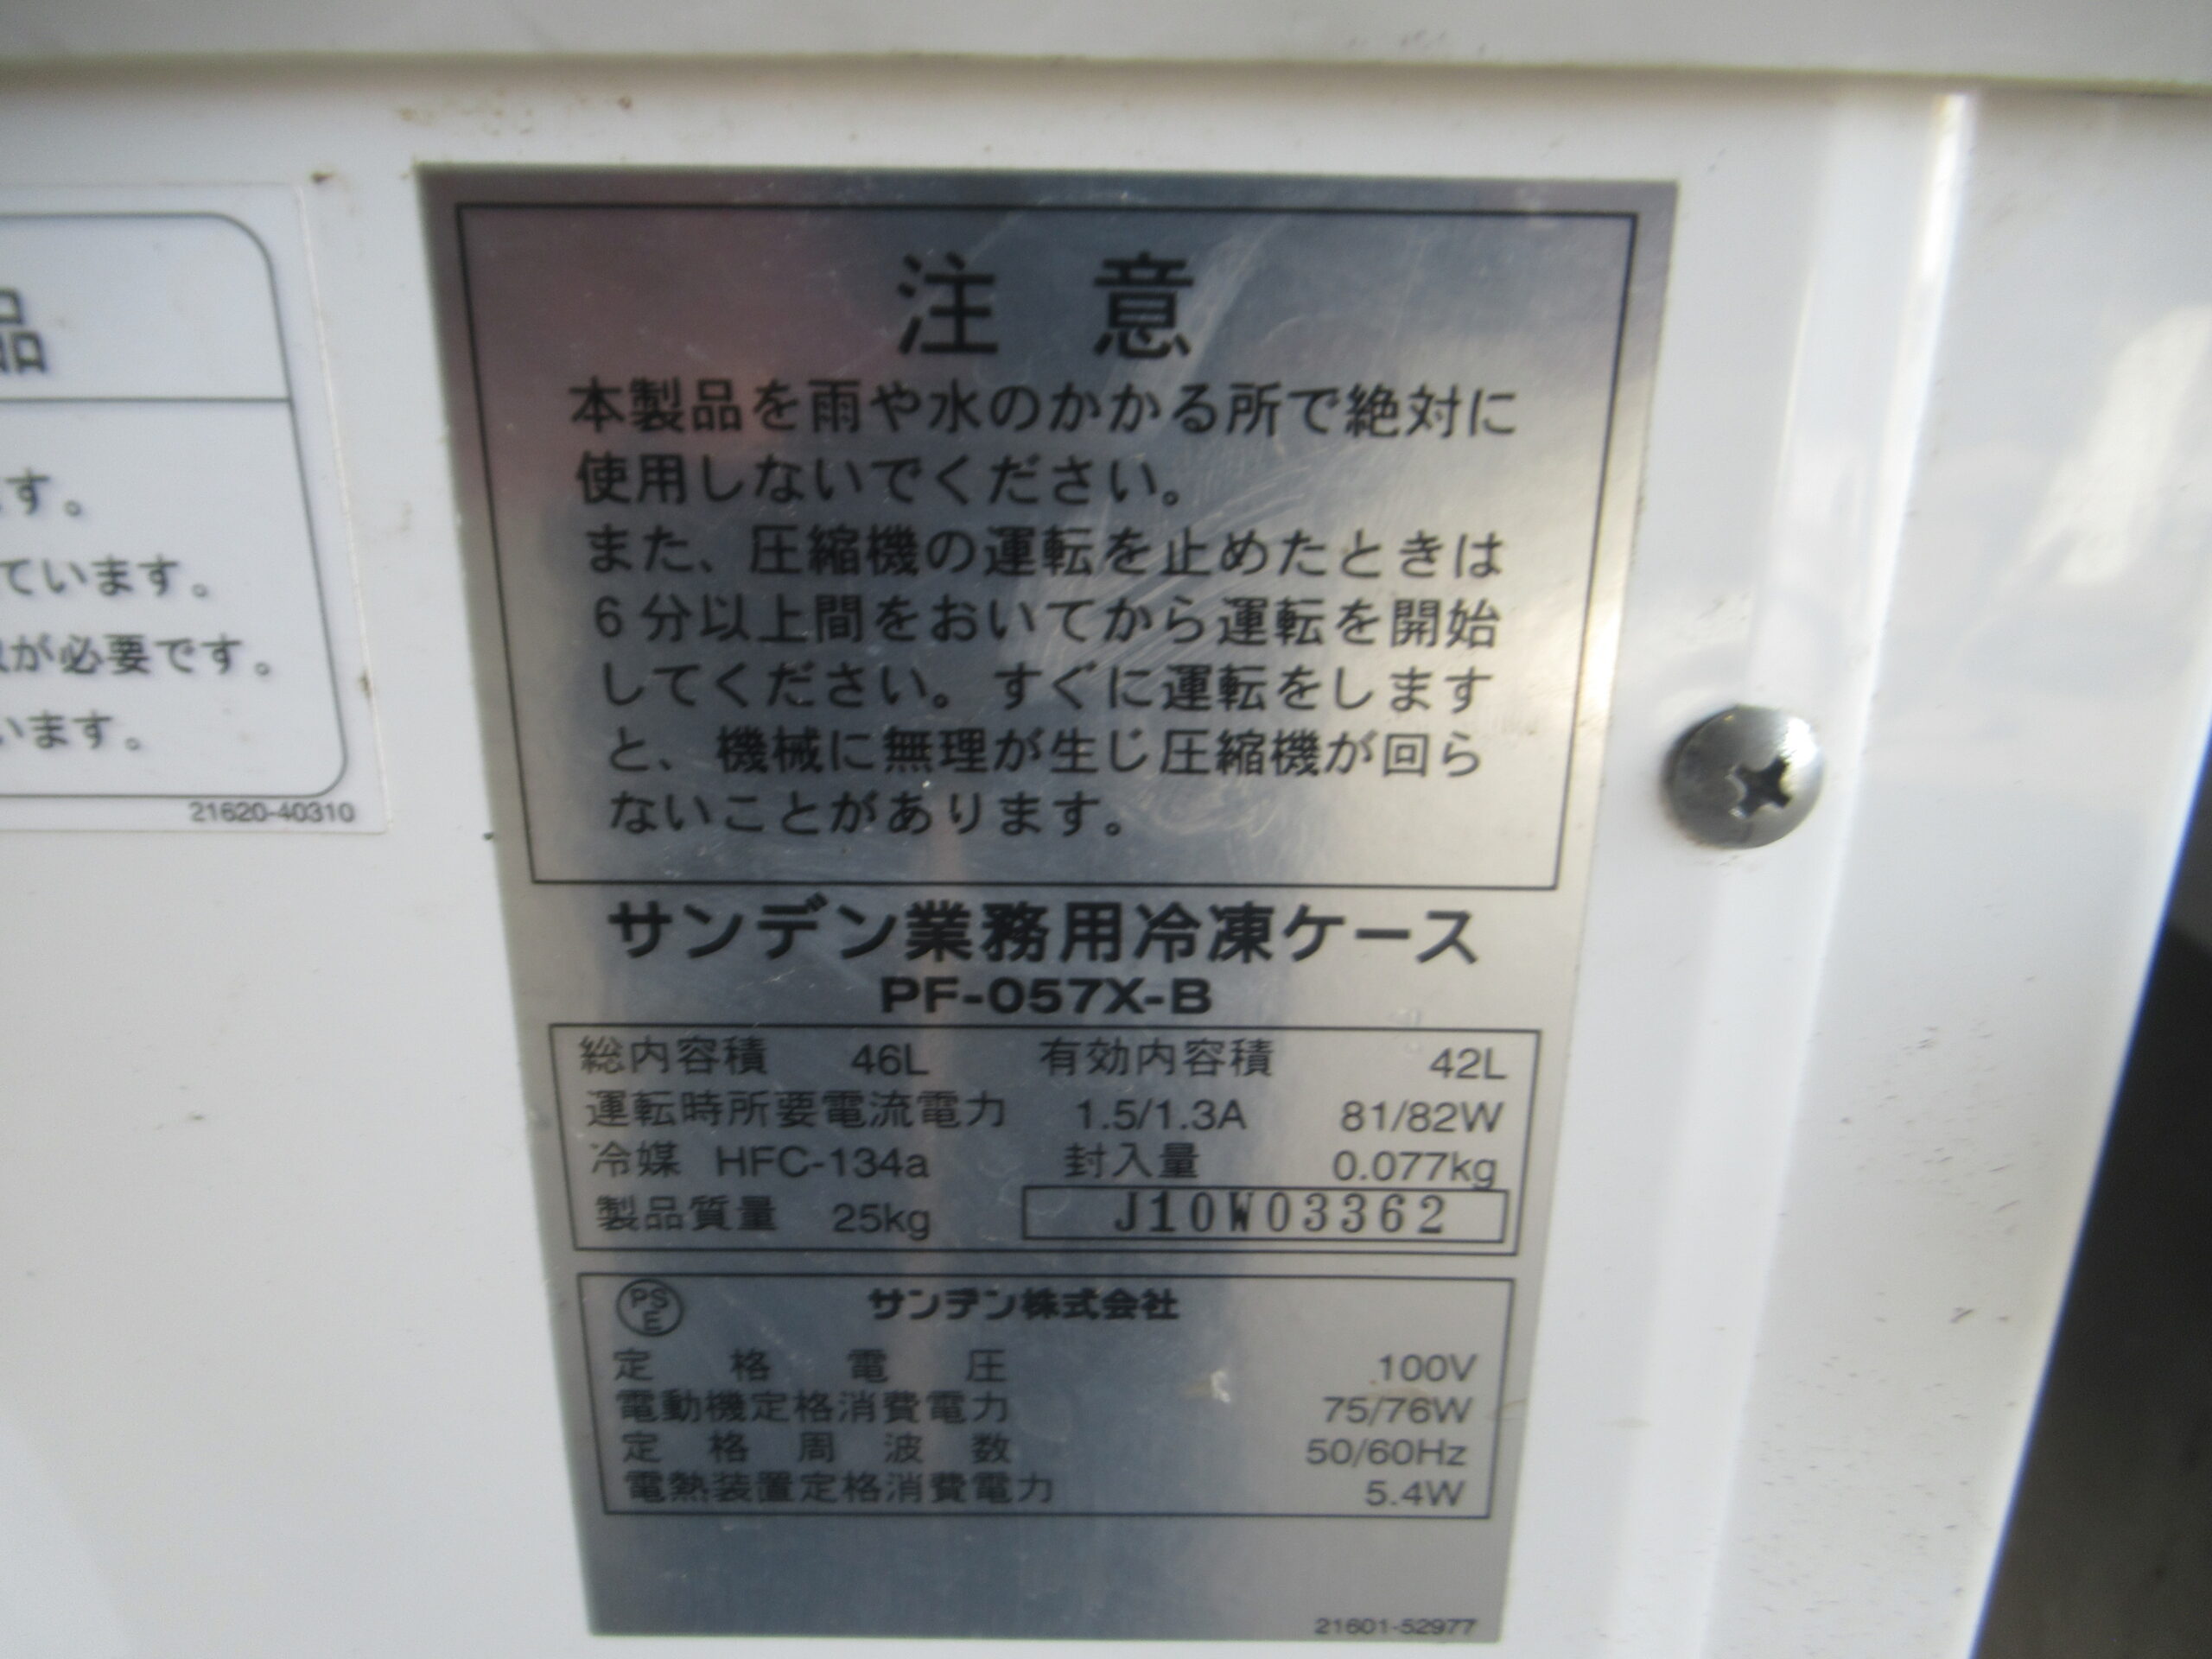 品
す。
ています。
が必要です。
います。
21620-40310
注 意
本製品を雨や水のかかる所で絶対に
使用しないでください。
また、圧縮機の運転を止めたときは
6分以上間をおいてから運転を開始
してください。すぐに運転をします
と、機械に無理が生じ圧縮機が回ら
ないことがあります。
サンデン業務用冷凍ケース
PF-057X-B
総内容積 46L 有効内容積 42L
運転時所要電流電力 1.5/1.3A 81/82W
冷媒 HFC-134a 封入量 0.077kg
製品質量 25kg J10W03362
PS
E サンデン株式会社
定格電圧 100V
電動機定格消費電力 75/76W
定格周波数 50/60Hz
電熱装置定格消費電力 5.4W
21601-52977